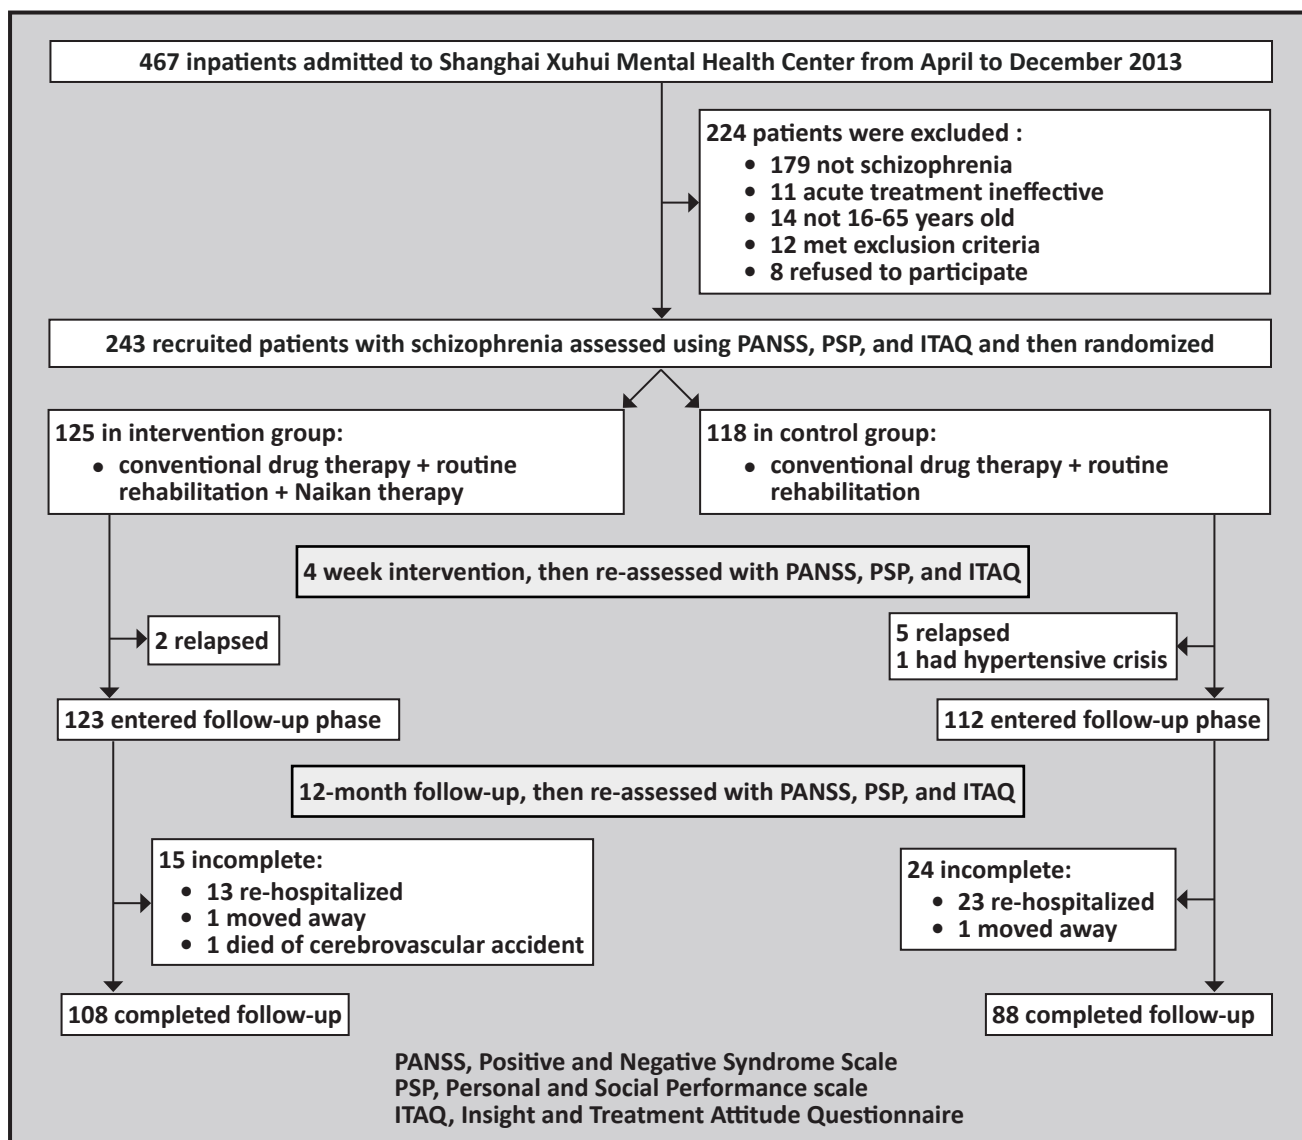 467 inpatients admitted to Shanghai Xuhui Mental Health Center from April to December 2013
224 patients were excluded :
• 179 not schizophrenia
• 11 acute treatment ineffective
• 14 not 16-65 years old
• 12 met exclusion criteria
• 8 refused to participate
243 recruited patients with schizophrenia assessed using PANSS, PSP, and ITAQ and then randomized
125 in intervention group:
• conventional drug therapy + routine
rehabilitation + Naikan therapy
118 in control group:
• conventional drug therapy + routine
rehabilitation
4 week intervention, then re-assessed with PANSS, PSP, and ITAQ
2 relapsed
5 relapsed
1 had hypertensive crisis
123 entered follow-up phase
112 entered follow-up phase
12-month follow-up, then re-assessed with PANSS, PSP, and ITAQ
15 incomplete:
• 13 re-hospitalized
• 1 moved away
• 1 died of cerebrovascular accident
24 incomplete:
• 23 re-hospitalized
• 1 moved away
108 completed follow-up
88 completed follow-up
PANSS, Positive and Negative Syndrome Scale
PSP, Personal and Social Performance scale
ITAQ, Insight and Treatment Attitude Questionnaire